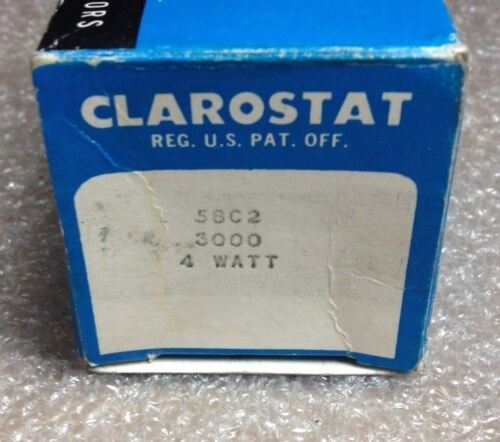 ORS
CLAROSTAT
REG. U.S. PAT. OFF.
58C2
3000
4 WATT